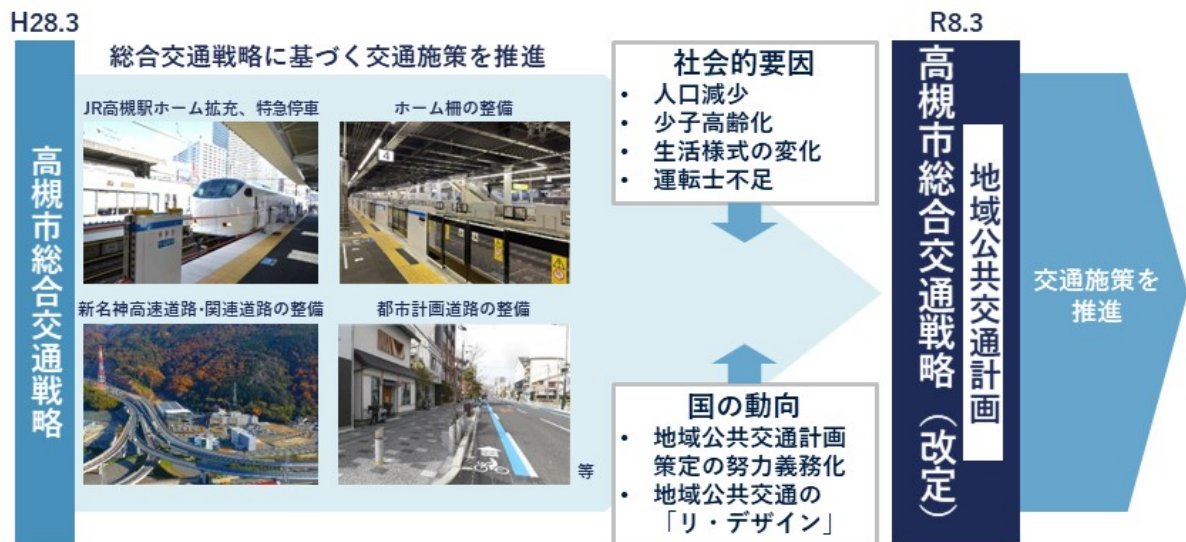 H28.3
高槻市総合交通戦略
総合交通戦略に基づく交通施策を推進
JR高槻駅ホーム拡充、特急停車
ホーム柵の整備
4
新名神高速道路・関連道路の整備
都市計画道路の整備
等
社会的要因
• 人口減少
• 少子高齢化
• 生活様式の変化
• 運転士不足
国の動向
• 地域公共交通計画
策定の努力義務化
• 地域公共交通の
「リ・デザイン」
R8.3
高槻市総合交通戦略（改定）
地域公共交通計画
交通施策を
推進